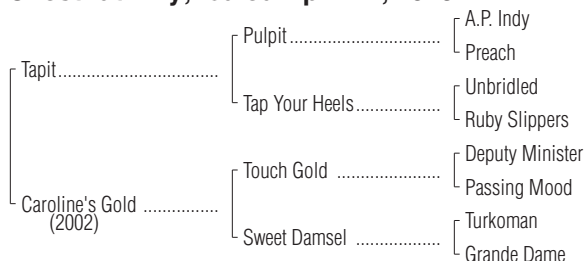 A.P. Indy
Pulpit..............................
Preach
Tapit..................................
Unbridled
Tap Your Heels....................
Ruby Slippers
Deputy Minister
Touch Gold ......................
Passing Mood
Caroline's Gold ................
(2002)
Turkoman
Sweet Damsel ...................
Grande Dame